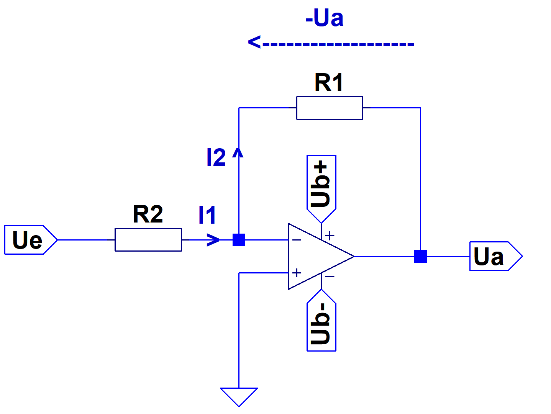 -Ua
R1
I2
Ub+
R2
I1
Ue
−
+
+
−
Ua
Ub-